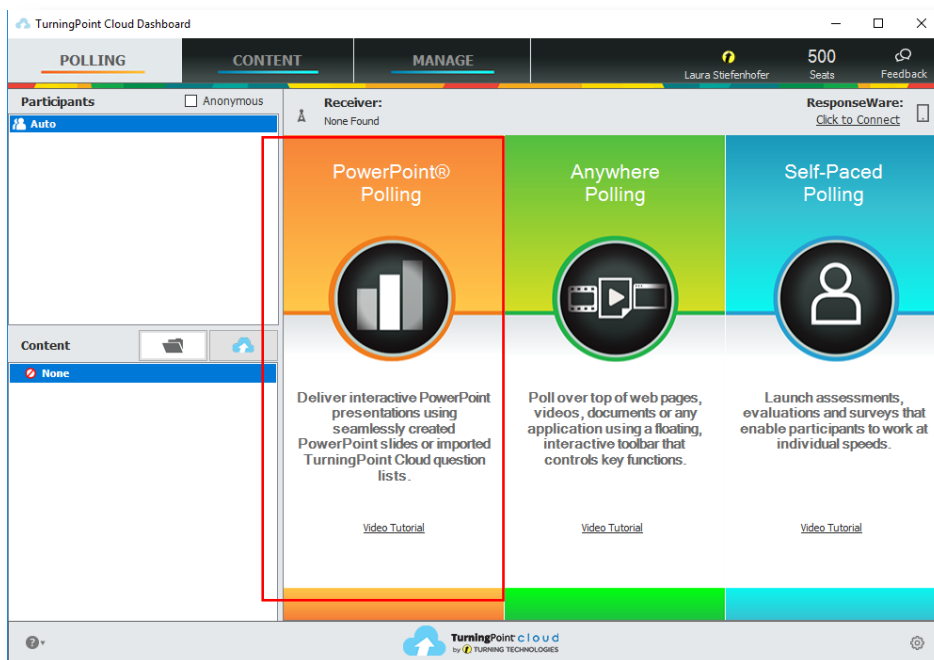 TurningPoint Cloud Dashboard
POLLING
CONTENT
MANAGE
Laura Stiefenhofer
500
Seats
Feedback
Participants
Anonymous
Auto
Receiver:
None Found
ResponseWare:
Click to Connect
PowerPoint®
Polling
Deliver interactive PowerPoint
presentations using
seamlessly created
PowerPoint slides or imported
TurningPoint Cloud question
lists.
Video Tutorial
Anywhere
Polling
Poll over top of web pages,
videos, documents or any
application using a floating,
interactive toolbar that
controls key functions.
Video Tutorial
Self-Paced
Polling
Launch assessments,
evaluations and surveys that
enable participants to work at
individual speeds.
Video Tutorial
Content
None
TurningPoint cloud
by TURNING TECHNOLOGIES